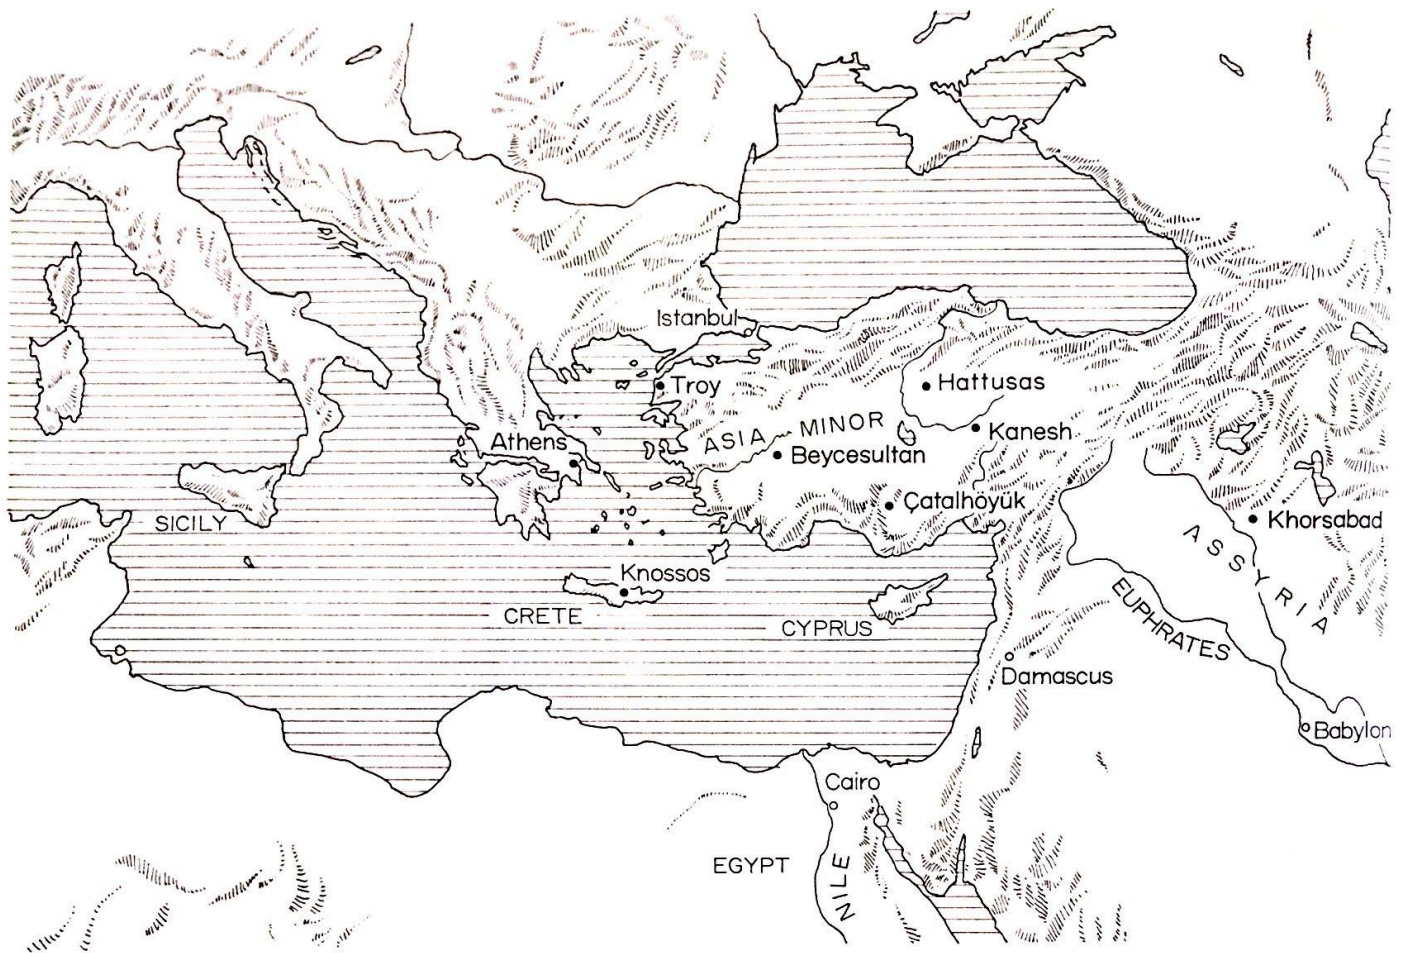 Istanbul
Troy
Hattusas
ASIA MINOR
Kanesh
Athens
Beycesultan
Çatalhöyük
SICILY
Khorsabad
ASSYRIA
Knossos
CRETE
CYPRUS
EUPHRATES
Damascus
Babylon
Cairo
EGYPT
NILE